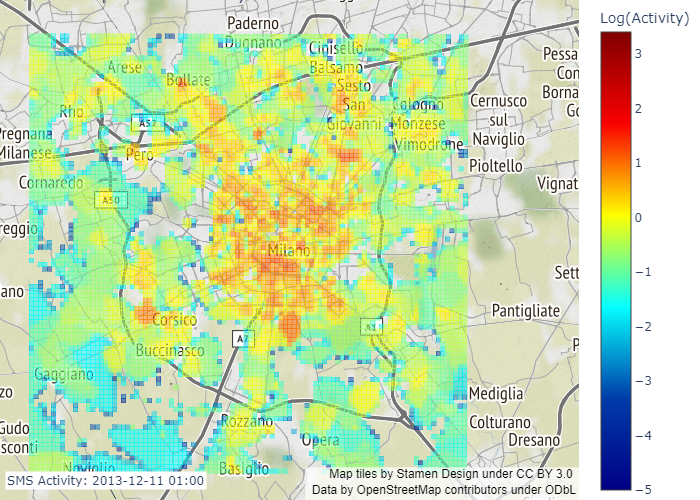 Log(Activity)
3
2
1
0
−1
−2
−3
−4
−5
Paderno
Dugnano
Cinisello
Balsamo
Arese
Bollate
Sesto
San
Giovanni
Cologno
Monzese
Cernusco
sul
Naviglio
Pessa
Con
Borna
Go
Rho
A52
Pregnana
Milanese
Pero
Vimodrone
Pioltello
Cornaredo
Vignat
A50
reggio
Milano
Sett
ano
Pantigliate
Corsico
A1
A7
Buccinasco
P
Gaggiano
zo
Mediglia
Rozzano
Colturano
Gudo
Dresano
sconti
Opera
Noviglio
Basiglio
SMS Activity: 2013-12-11 01:00
Map tiles by Stamen Design under CC BY 3.0
Data by OpenStreetMap contributors under ODbL